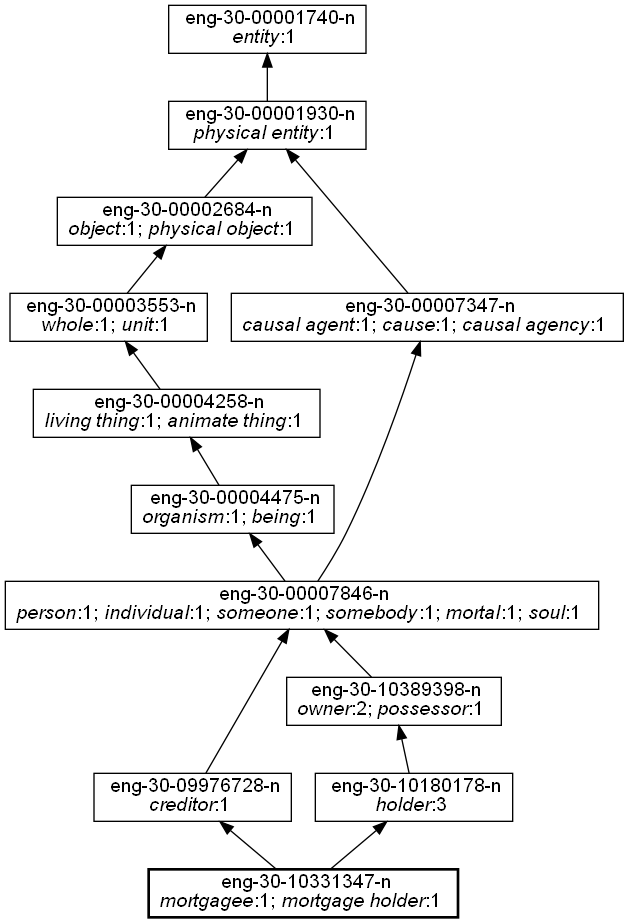 eng-30-00001740-n
entity:1
eng-30-00001930-n
physical entity:1
eng-30-00002684-n
object:1; physical object:1
eng-30-00003553-n
whole:1; unit:1
eng-30-00007347-n
causal agent:1; cause:1; causal agency:1
eng-30-00004258-n
living thing:1; animate thing:1
eng-30-00004475-n
organism:1; being:1
eng-30-00007846-n
person:1; individual:1; someone:1; somebody:1; mortal:1; soul:1
eng-30-10389398-n
owner:2; possessor:1
eng-30-09976728-n
creditor:1
eng-30-10180178-n
holder:3
eng-30-10331347-n
mortgagee:1; mortgage holder:1